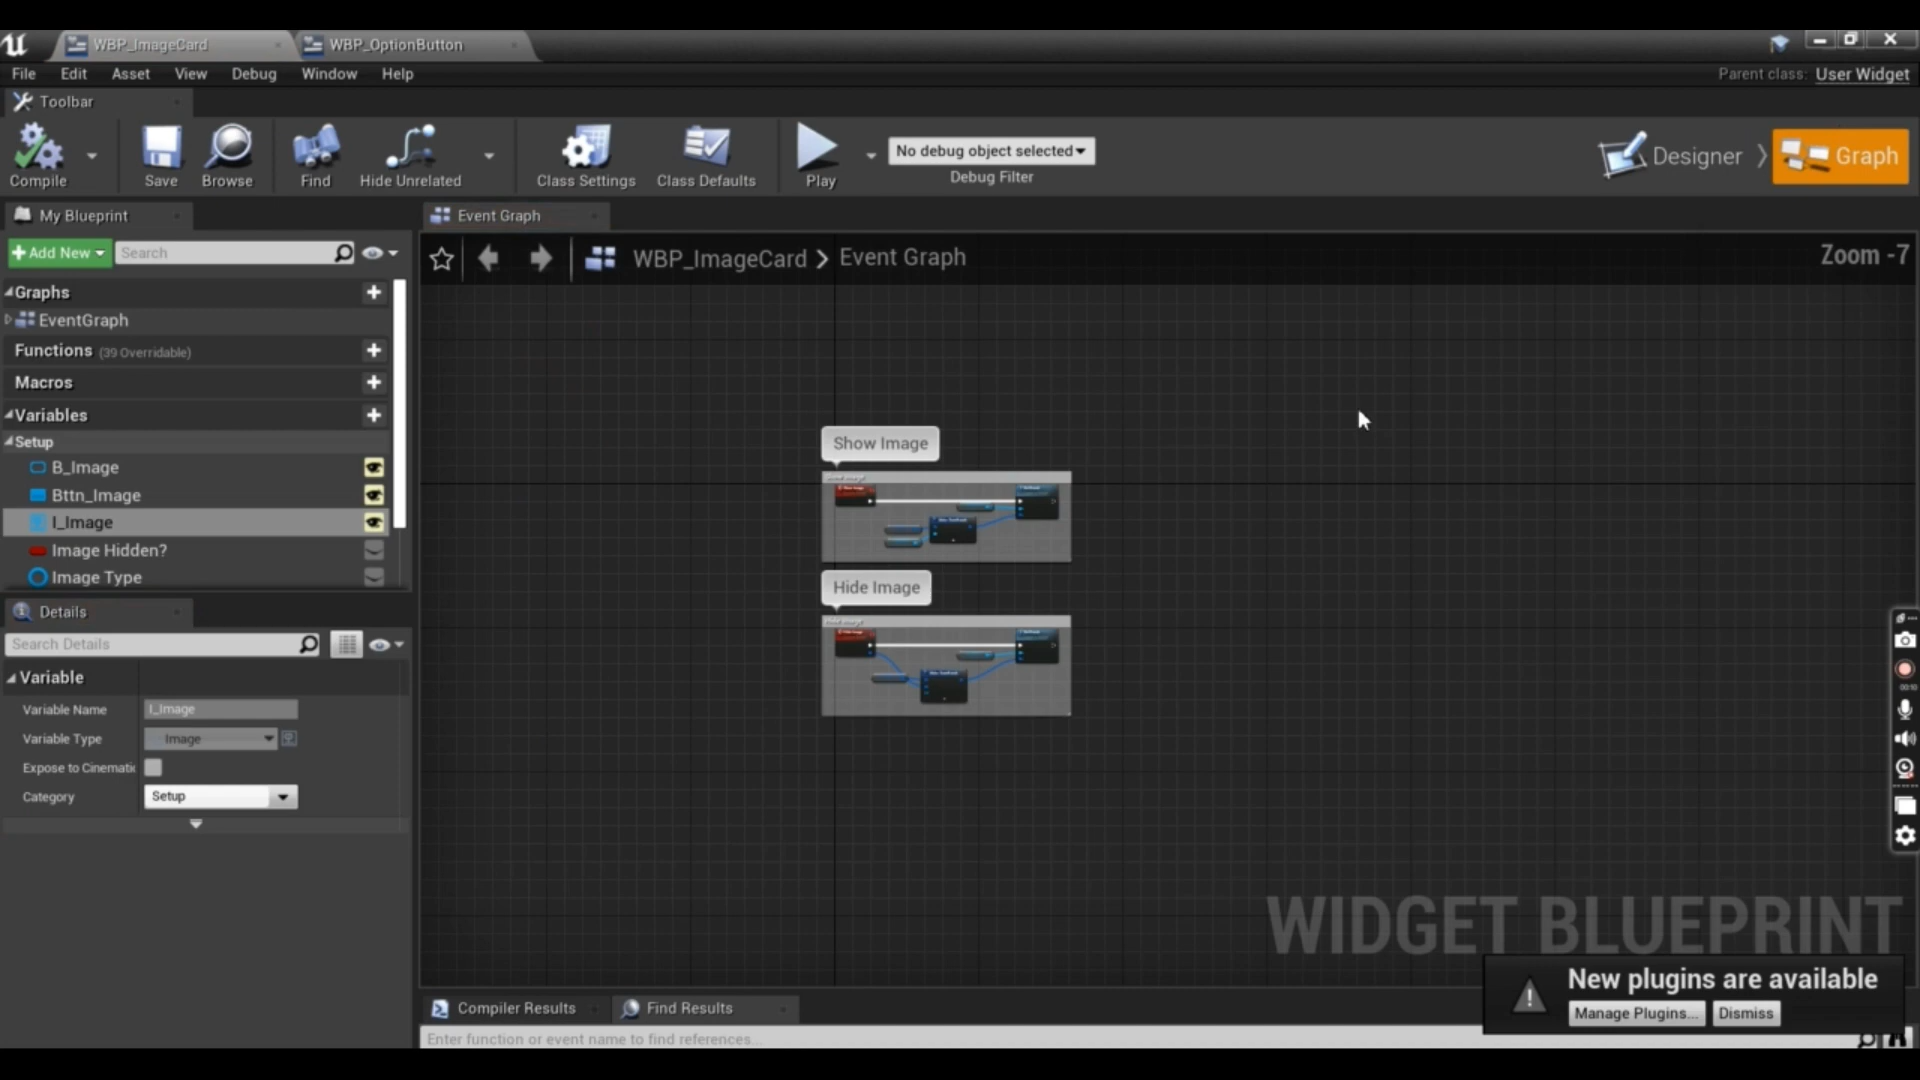 WBP_ImageCard
WBP_OptionButton
File Edit Asset View Debug Window Help
Parent class: User Widget
Toolbar
Compile
Save
Browse
Find
Hide Unrelated
Class Settings
Class Defaults
Play
No debug object selected
Debug Filter
Designer
Graph
My Blueprint
Event Graph
Add New
Search
WBP_ImageCard
Event Graph
Zoom -7
Graphs
EventGraph
Functions (39 Overridable)
Macros
Variables
Setup
B_Image
Bttn_Image
I_Image
Image Hidden?
Image Type
Show Image
Hide Image
Details
Search Details
Variable
Variable Name
I_Image
Variable Type
Image
Expose to Cinemati
Category
Setup
00:10
WIDGET BLUEPRINT
New plugins are available
Manage Plugins...
Dismiss
Compiler Results
Find Results
Enter function or event name to find references...